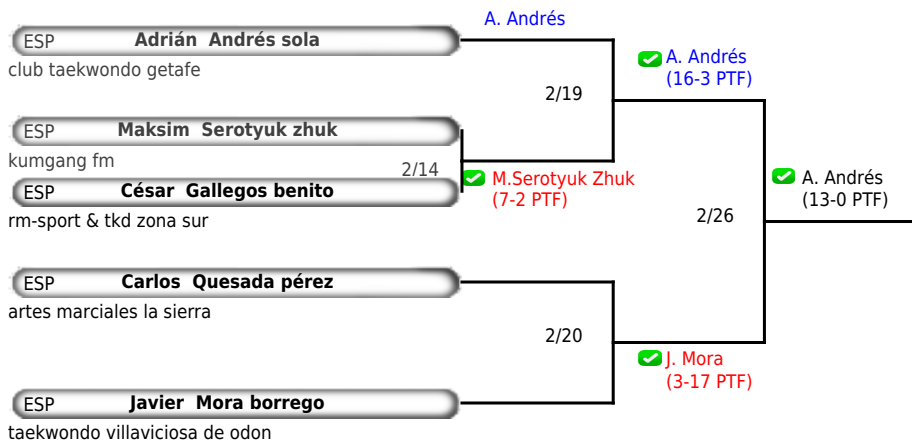 A. Andrés
ESP Adrián Andrés sola
club taekwondo getafe
A. Andrés
(16-3 PTF)
2/19
ESP Maksim Serotyuk zhuk
kumgang fm
2/14
M.Serotyuk Zhuk
(7-2 PTF)
ESP César Gallegos benito
rm-sport & tkd zona sur
A. Andrés
(13-0 PTF)
2/26
ESP Carlos Quesada pérez
artes marciales la sierra
2/20
J. Mora
(3-17 PTF)
ESP Javier Mora borrego
taekwondo villaviciosa de odon